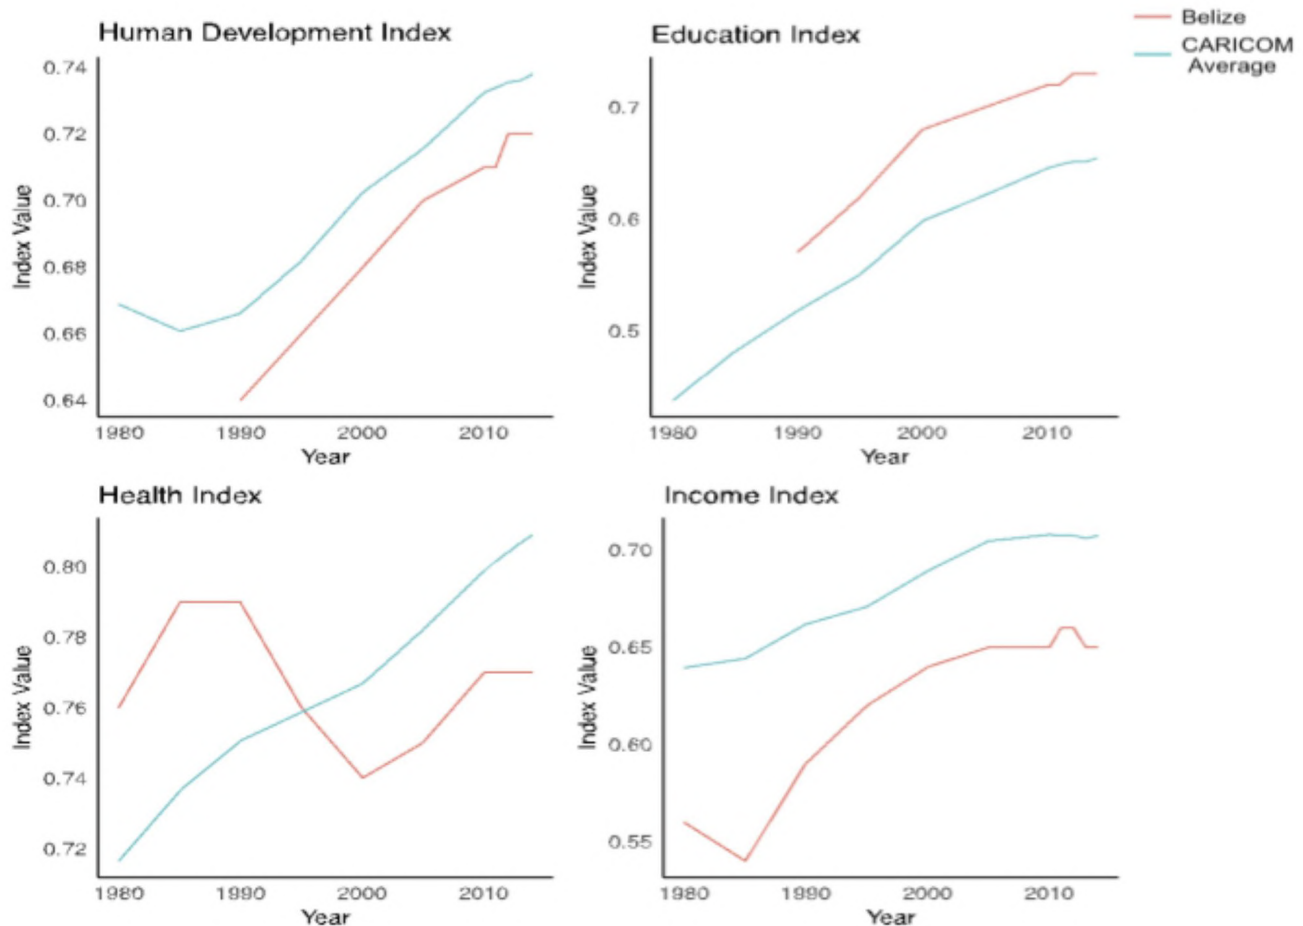 Human Development Index
0.74
0.72
0.70
0.68
0.66
0.64
Index Value
1980 1990 2000 2010
Year
Education Index
0.7
0.6
0.5
Index Value
1980 1990 2000 2010
Year
Belize
CARICOM
Average
Health Index
0.80
0.78
0.76
0.74
0.72
Index Value
1980 1990 2000 2010
Year
Income Index
0.70
0.65
0.60
0.55
Index Value
1980 1990 2000 2010
Year